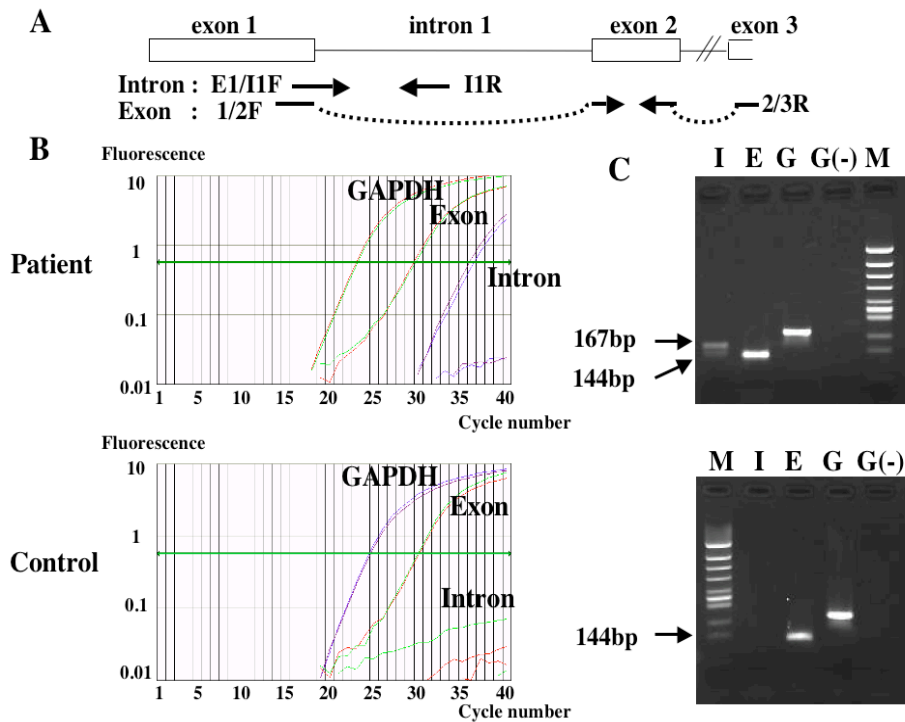 A
exon 1 intron 1 exon 2 exon 3
Intron : E1/I1F I1R
Exon : 1/2F 2/3R
B
Fluorescence
10
1
0.1
0.01
GAPDH
Exon
Intron
Patient
1 5 10 15 20 25 30 35 40
Cycle number
C
I E G G(-) M
167bp
144bp
Fluorescence
10
1
0.1
0.01
GAPDH
Exon
Intron
Control
1 5 10 15 20 25 30 35 40
Cycle number
M I E G G(-)
144bp